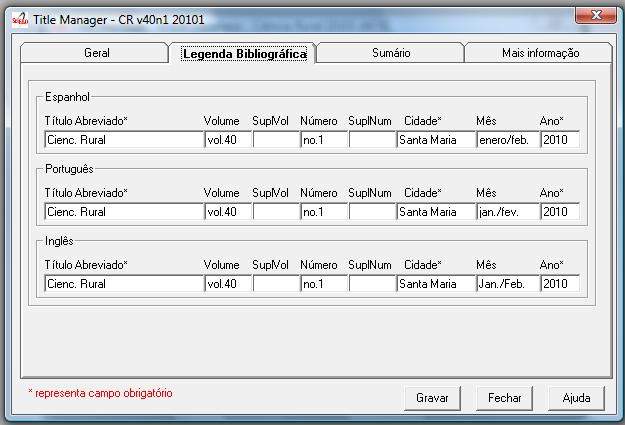 Title Manager - CR v40n1 20101
Geral Legenda Bibliográfica Sumário Mais informação
Espanhol
Título Abreviado* Volume SuplVol Número SuplNum Cidade* Mês Ano*
Cienc. Rural vol.40 no.1 Santa Maria enero/feb. 2010
Português
Título Abreviado* Volume SuplVol Número SuplNum Cidade* Mês Ano*
Cienc. Rural vol.40 no.1 Santa Maria jan./fev. 2010
Inglês
Título Abreviado* Volume SuplVol Número SuplNum Cidade* Mês Ano*
Cienc. Rural vol.40 no.1 Santa Maria Jan./Feb. 2010
* representa campo obrigatório
Gravar Fechar Ajuda